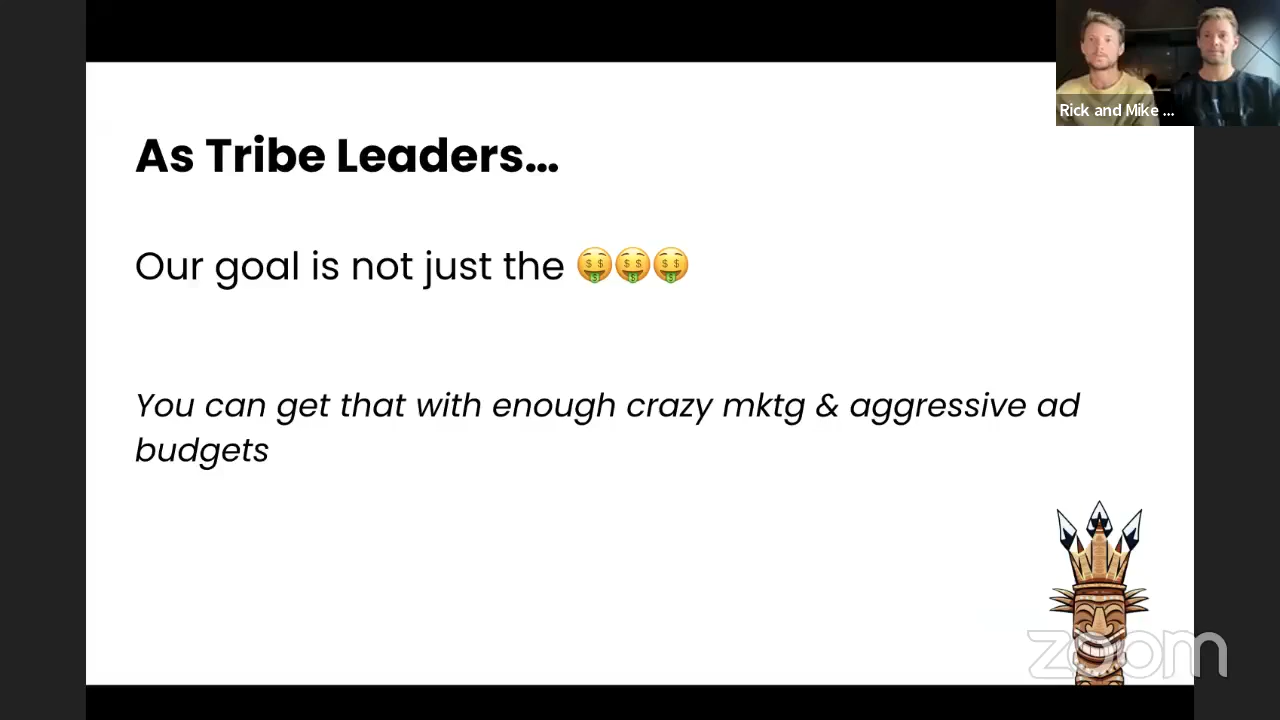 Rick and Mike ...
As Tribe Leaders...
Our goal is not just the 🤑🤑🤑
You can get that with enough crazy mktg & aggressive ad
budgets
zoom